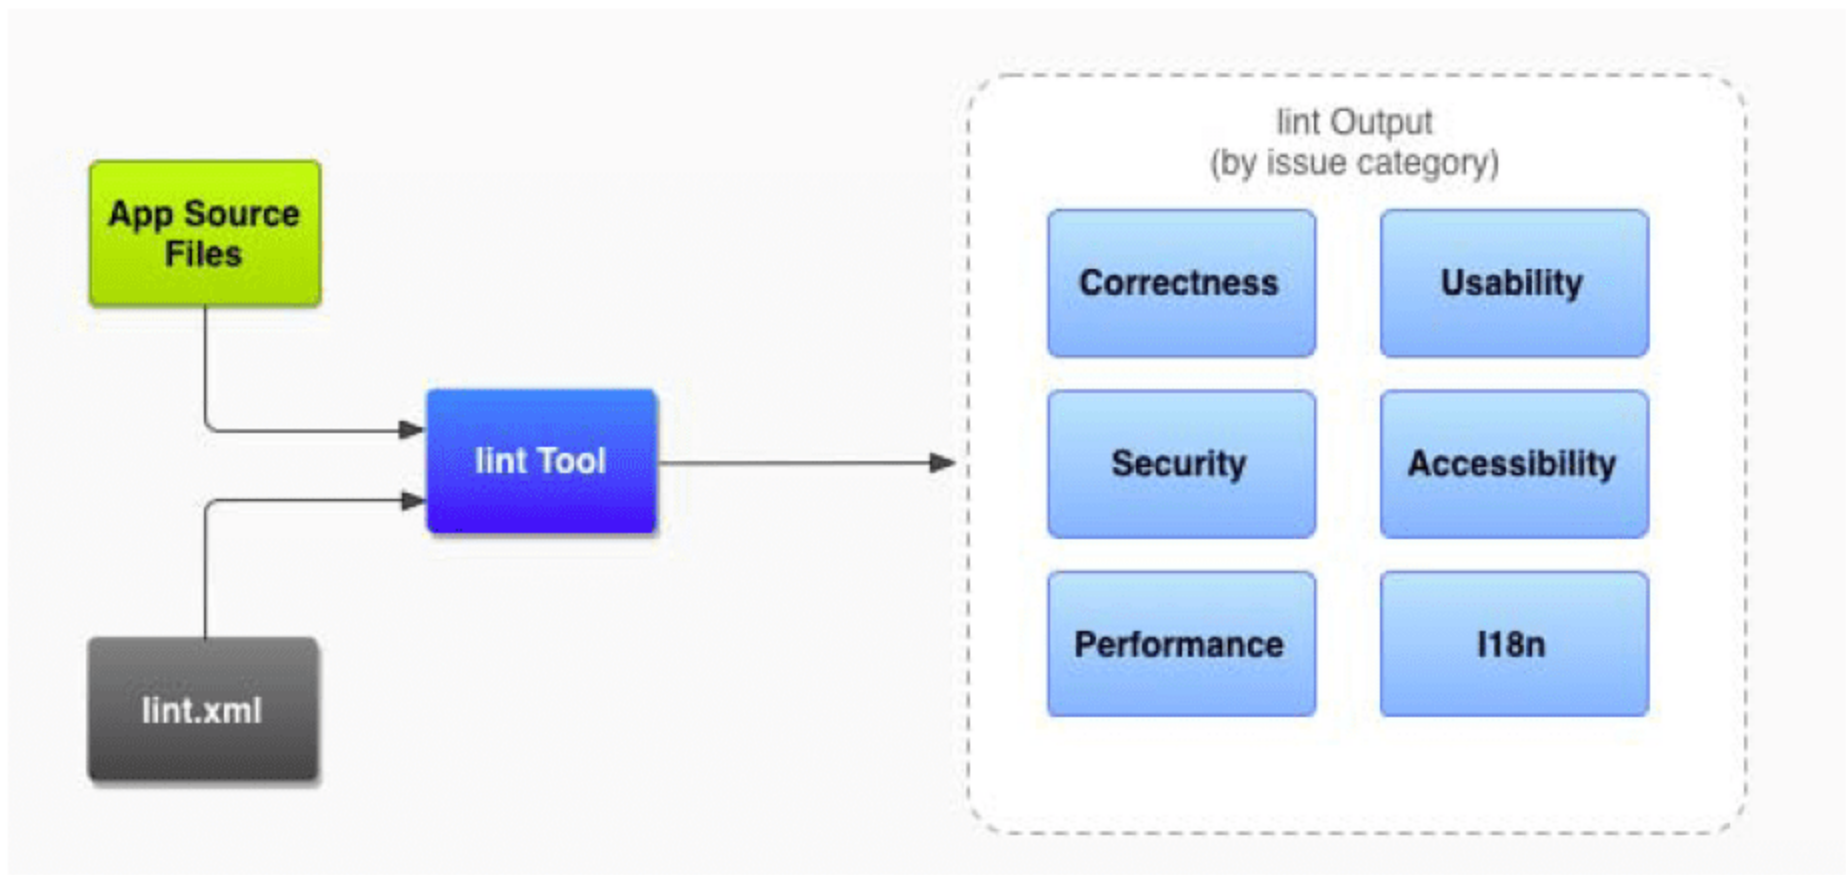 App Source
Files
lint Tool
lint.xml
lint Output
(by issue category)
Correctness
Usability
Security
Accessibility
Performance
I18n